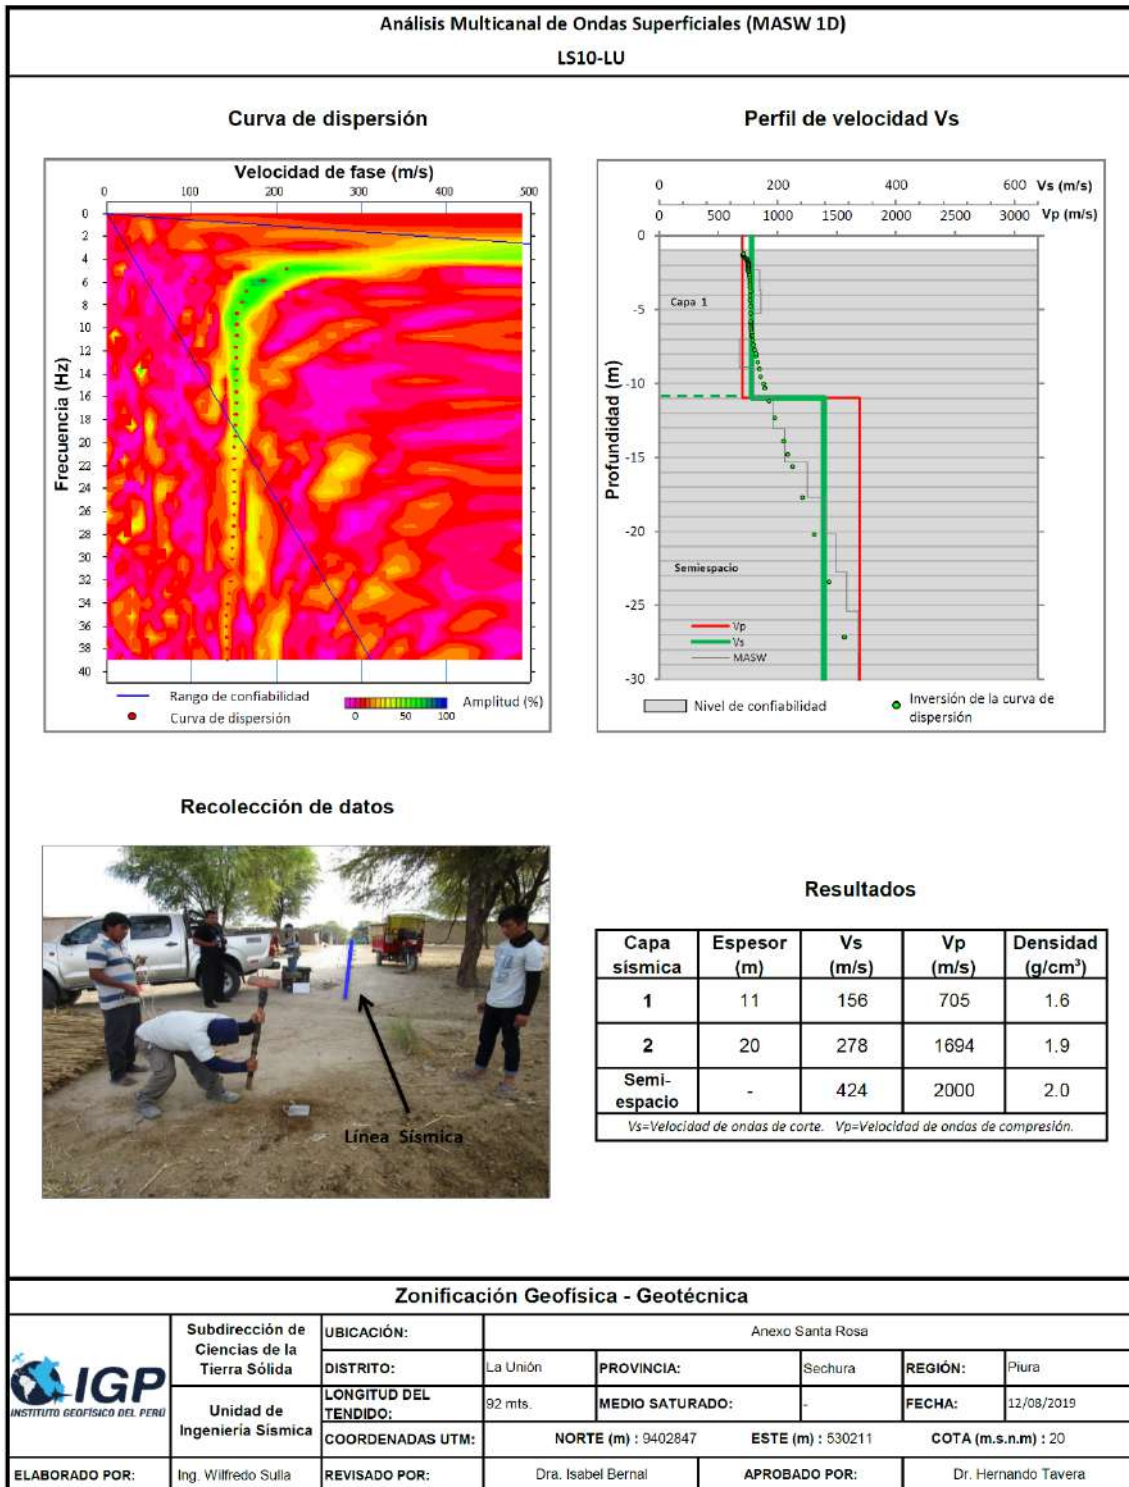 Análisis Multicanal de Ondas Superficiales (MASW 1D)
LS10-LU
Curva de dispersión
Velocidad de fase (m/s)
0 100 200 300 400 500
Frecuencia (Hz)
0
2
4
6
8
10
12
14
16
18
20
22
24
26
28
30
32
34
36
38
40
Rango de confiabilidad
Curva de dispersión
0 50 100
Amplitud (%)
Perfil de velocidad Vs
0 200 400 600 Vs (m/s)
0 500 1000 1500 2000 2500 3000 Vp (m/s)
Profundidad (m)
0
-5
-10
-15
-20
-25
-30
Capa 1
Semiespacio
Vp
Vs
MASW
Nivel de confiabilidad
Inversión de la curva de
dispersión
Recolección de datos
Línea Sísmica
Resultados
Capa sísmica Espesor (m) Vs (m/s) Vp (m/s) Densidad (g/cm³)
1 11 156 705 1.6
2 20 278 1694 1.9
Semi-espacio - 424 2000 2.0
Vs=Velocidad de ondas de corte. Vp=Velocidad de ondas de compresión.
Zonificación Geofísica - Geotécnica
IGP
INSTITUTO GEOFÍSICO DEL PERÚ
Subdirección de
Ciencias de la
Tierra Sólida
Unidad de
Ingeniería Sísmica
UBICACIÓN: Anexo Santa Rosa
DISTRITO: La Unión PROVINCIA: Sechura REGIÓN: Piura
LONGITUD DEL TENDIDO: 92 mts. MEDIO SATURADO: - FECHA: 12/08/2019
COORDENADAS UTM: NORTE (m) : 9402847 ESTE (m) : 530211 COTA (m.s.n.m) : 20
ELABORADO POR: Ing. Wilfredo Sulla REVISADO POR: Dra. Isabel Bernal APROBADO POR: Dr. Hernando Tavera